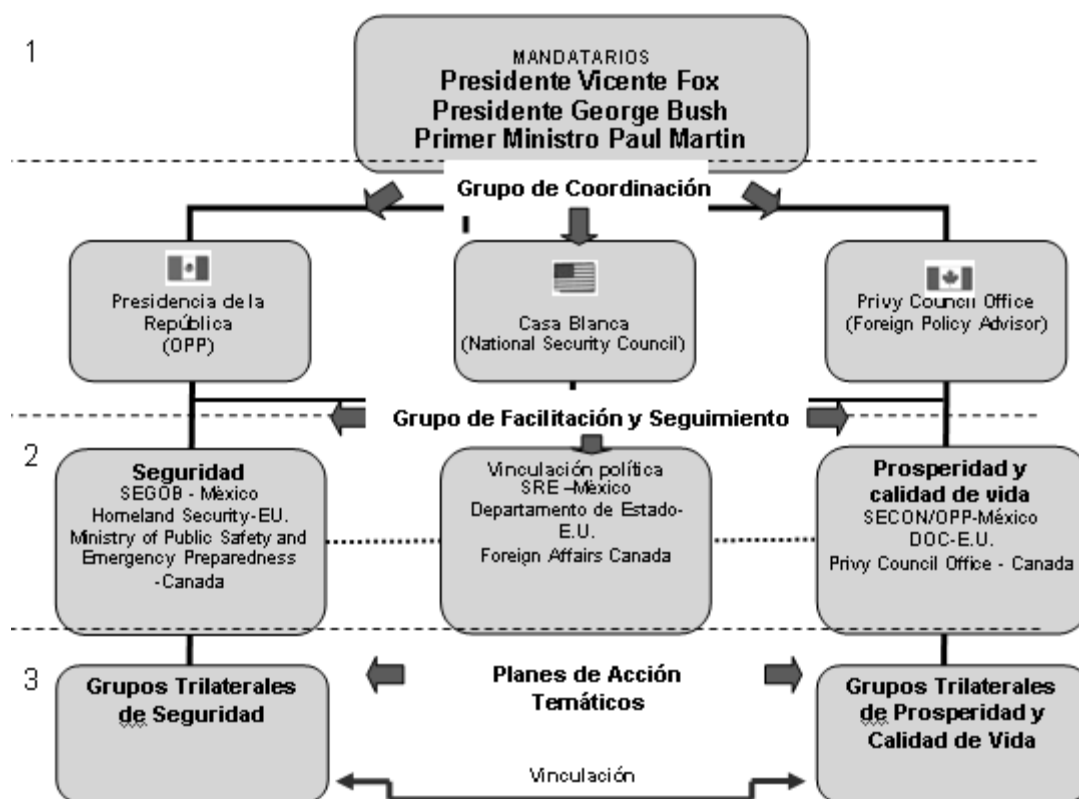 1
MANDATARIOS
Presidente Vicente Fox
Presidente George Bush
Primer Ministro Paul Martin
Grupo de Coordinación
Presidencia de la
República
(OPP)
Casa Blanca
(National Security Council)
Privy Council Office
(Foreign Policy Advisor)
Grupo de Facilitación y Seguimiento
2
Seguridad
SEGOB - México
Homeland Security-EU.
Ministry of Public Safety and
Emergency Preparedness
-Canada
Vinculación política
SRE –México
Departamento de Estado-
E.U.
Foreign Affairs Canada
Prosperidad y
calidad de vida
SECON/OPP-México
DOC-E.U.
Privy Council Office - Canada
3
Grupos Trilaterales
de Seguridad
Planes de Acción
Temáticos
Grupos Trilaterales
de Prosperidad y
Calidad de Vida
Vinculación